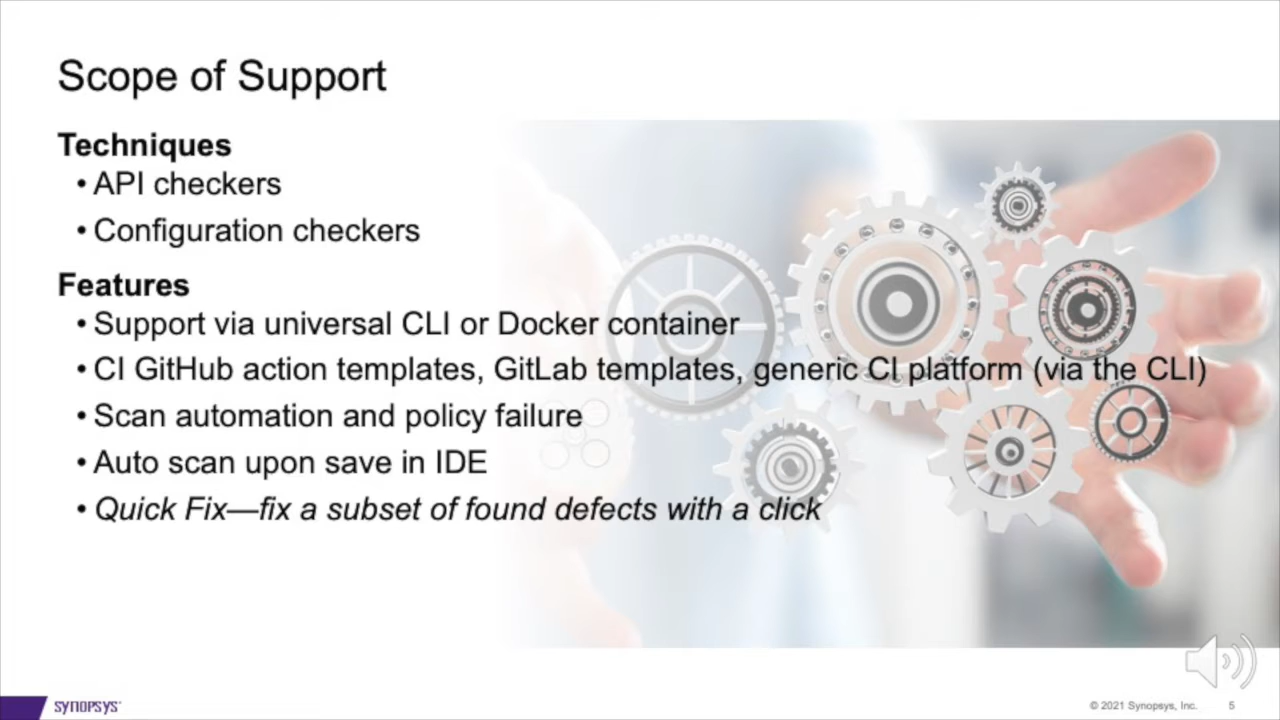 Scope of Support
Techniques
• API checkers
• Configuration checkers
Features
• Support via universal CLI or Docker container
• CI GitHub action templates, GitLab templates, generic CI platform (via the CLI)
• Scan automation and policy failure
• Auto scan upon save in IDE
• Quick Fix—fix a subset of found defects with a click
SYNOPSYS®
© 2021 Synopsys, Inc. 5